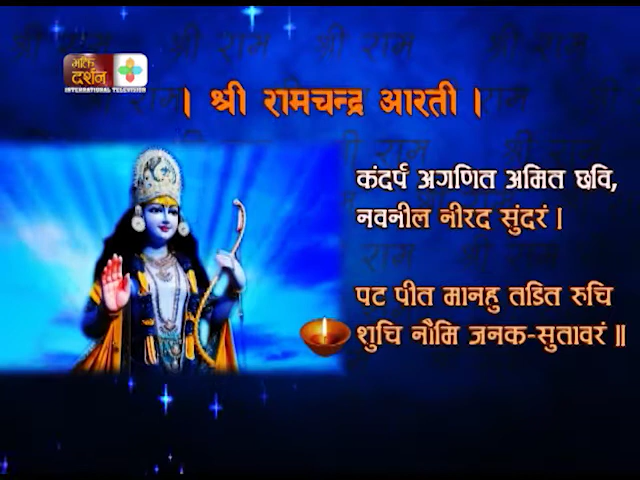 भक्ति
दर्शन
INTERNATIONAL TELEVISION
। श्री रामचन्द्र आरती ।
कंदर्प अगणित अमित छवि,
नवनील नीरद सुंदरं ।
पट पीत मानहु तडित रुचि
शुचि नौमि जनक-सुतावरं ॥
श्री राम श्री राम श्री राम श्री राम